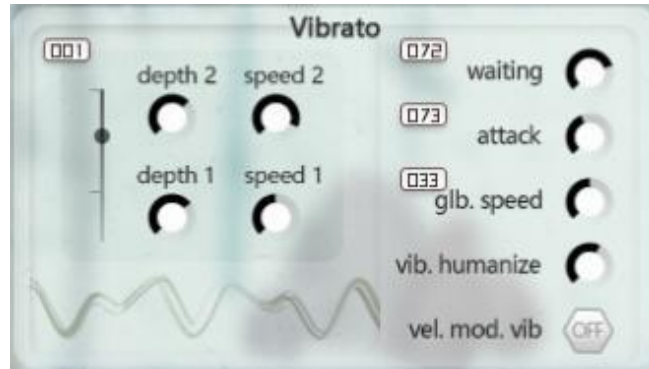 Vibrato
001
depth 2 speed 2
depth 1 speed 1
072 waiting
073 attack
033 glb. speed
vib. humanize
vel. mod. vib OFF